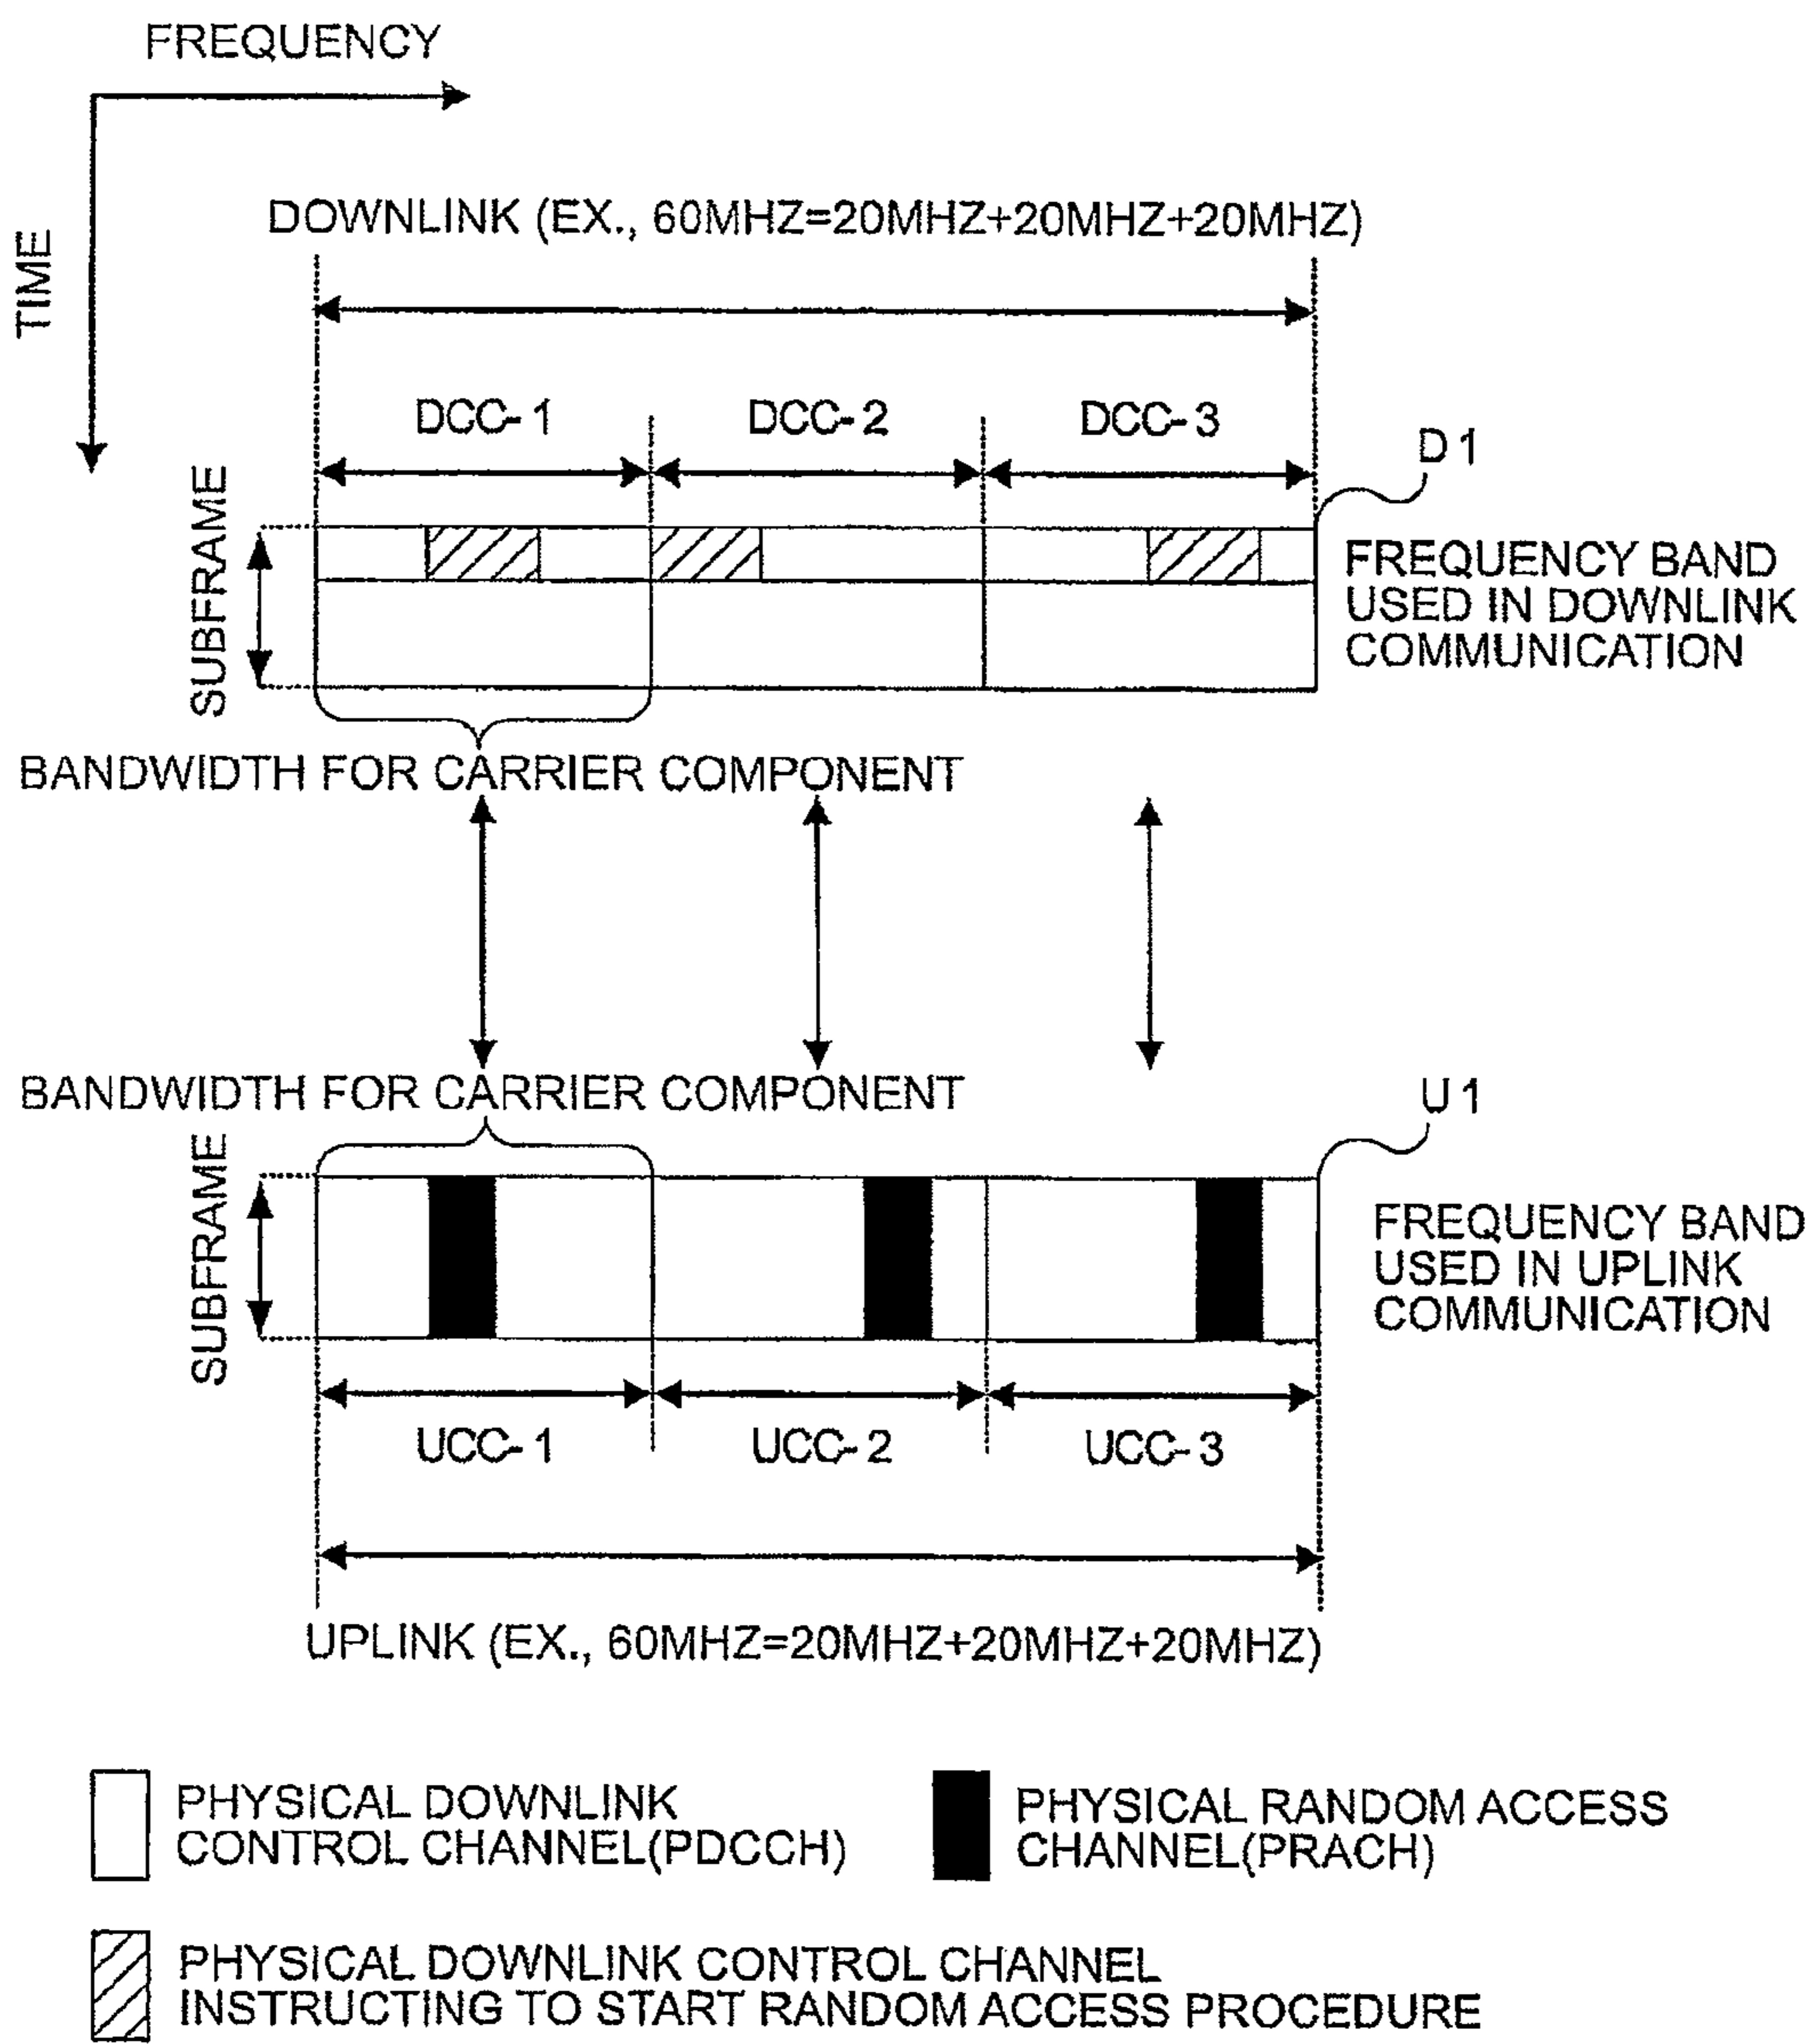 FREQUENCY
TIME
DOWNLINK (EX., 60MHZ=20MHZ+20MHZ+20MHZ)
DCC-1
DCC-2
DCC-3
D1
SUBFRAME
FREQUENCY BAND
USED IN DOWNLINK
COMMUNICATION
BANDWIDTH FOR CARRIER COMPONENT
BANDWIDTH FOR CARRIER COMPONENT
U1
SUBFRAME
FREQUENCY BAND
USED IN UPLINK
COMMUNICATION
UCC-1
UCC-2
UCC-3
UPLINK (EX., 60MHZ=20MHZ+20MHZ+20MHZ)
PHYSICAL DOWNLINK
CONTROL CHANNEL(PDCCH)
PHYSICAL RANDOM ACCESS
CHANNEL(PRACH)
PHYSICAL DOWNLINK CONTROL CHANNEL
INSTRUCTING TO START RANDOM ACCESS PROCEDURE